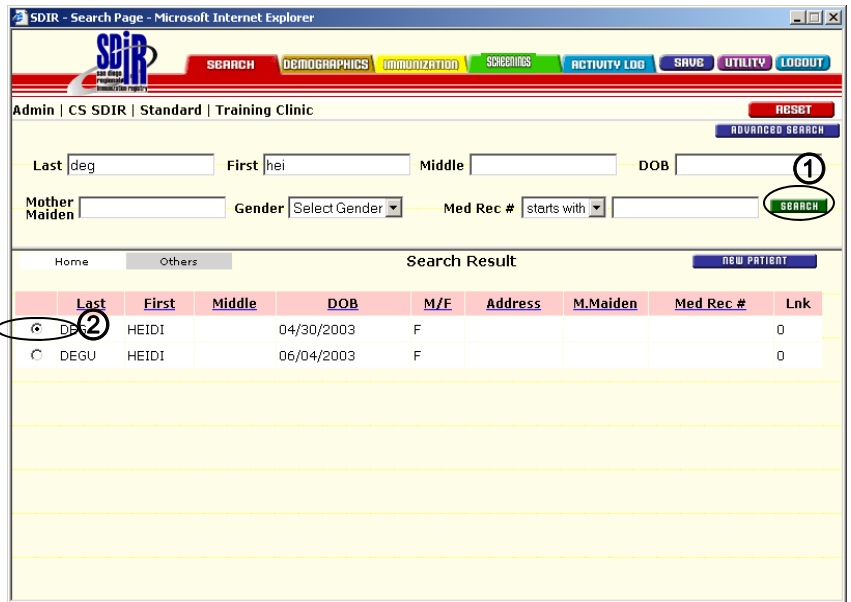 SDIR - Search Page - Microsoft Internet Explorer
SDIR
san diego
regional
immunization registry
SEARCH DEMOGRAPHICS IMMUNIZATION SCREENINGS ACTIVITY LOG SAVE UTILITY LOGOUT
Admin | CS SDIR | Standard | Training Clinic RESET
ADVANCED SEARCH
Last deg First hei Middle DOB
1
Mother
Maiden Gender Select Gender Med Rec # starts with SEARCH
Home Others Search Result NEW PATIENT
Last First Middle DOB M/F Address M.Maiden Med Rec # Lnk
2 HEIDI 04/30/2003 F 0
DEGU HEIDI 06/04/2003 F 0